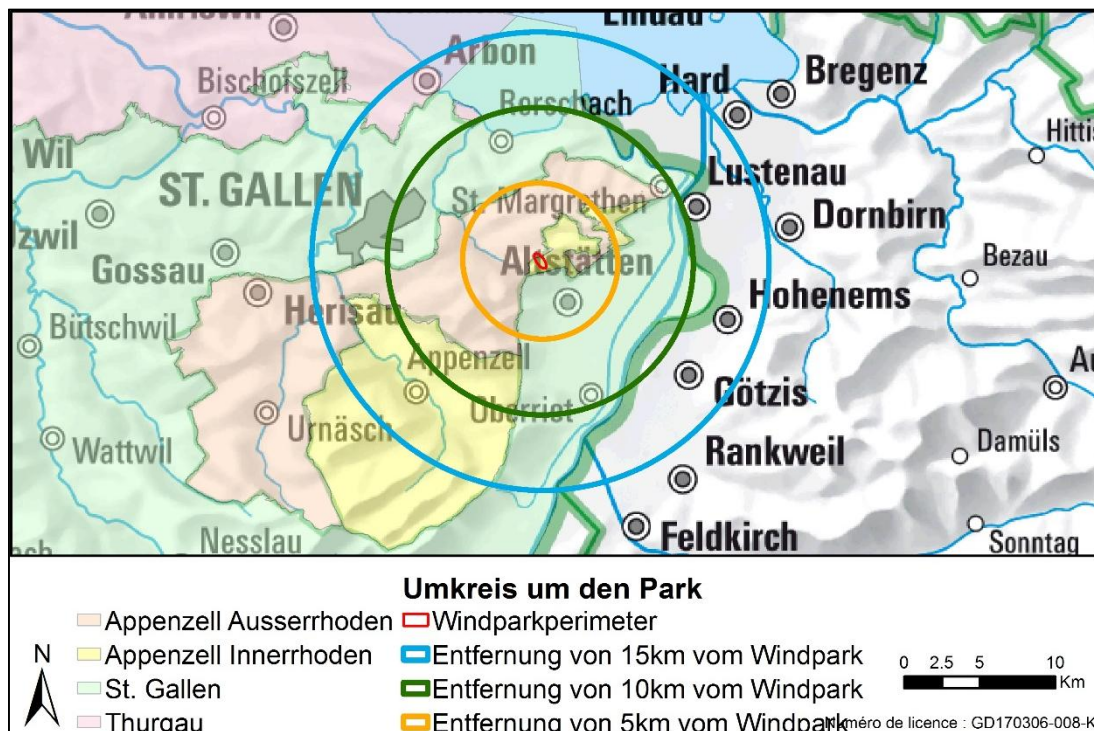 Lindau
Arbon
Bregenz
Bischofszell
Hard
Rorschach
Wil
ST. GALLEN
St. Margrethen
Lustenau
Dornbirn
Gossau
Altstätten
Bezau
Herisau
Hohenems
Bütschwil
Appenzell
Götzis
Oberriet
Urnäsch
Wattwil
Rankweil
Damüls
Nesslau
Feldkirch
Sonntag
Umkreis um den Park
Appenzell Ausserrhoden
Windparkperimeter
Appenzell Innerrhoden
Entfernung von 15km vom Windpark
St. Gallen
Entfernung von 10km vom Windpark
Thurgau
Entfernung von 5km vom Windpark
N
0 2.5 5 10
Km
Numéro de licence : GD170306-008-K